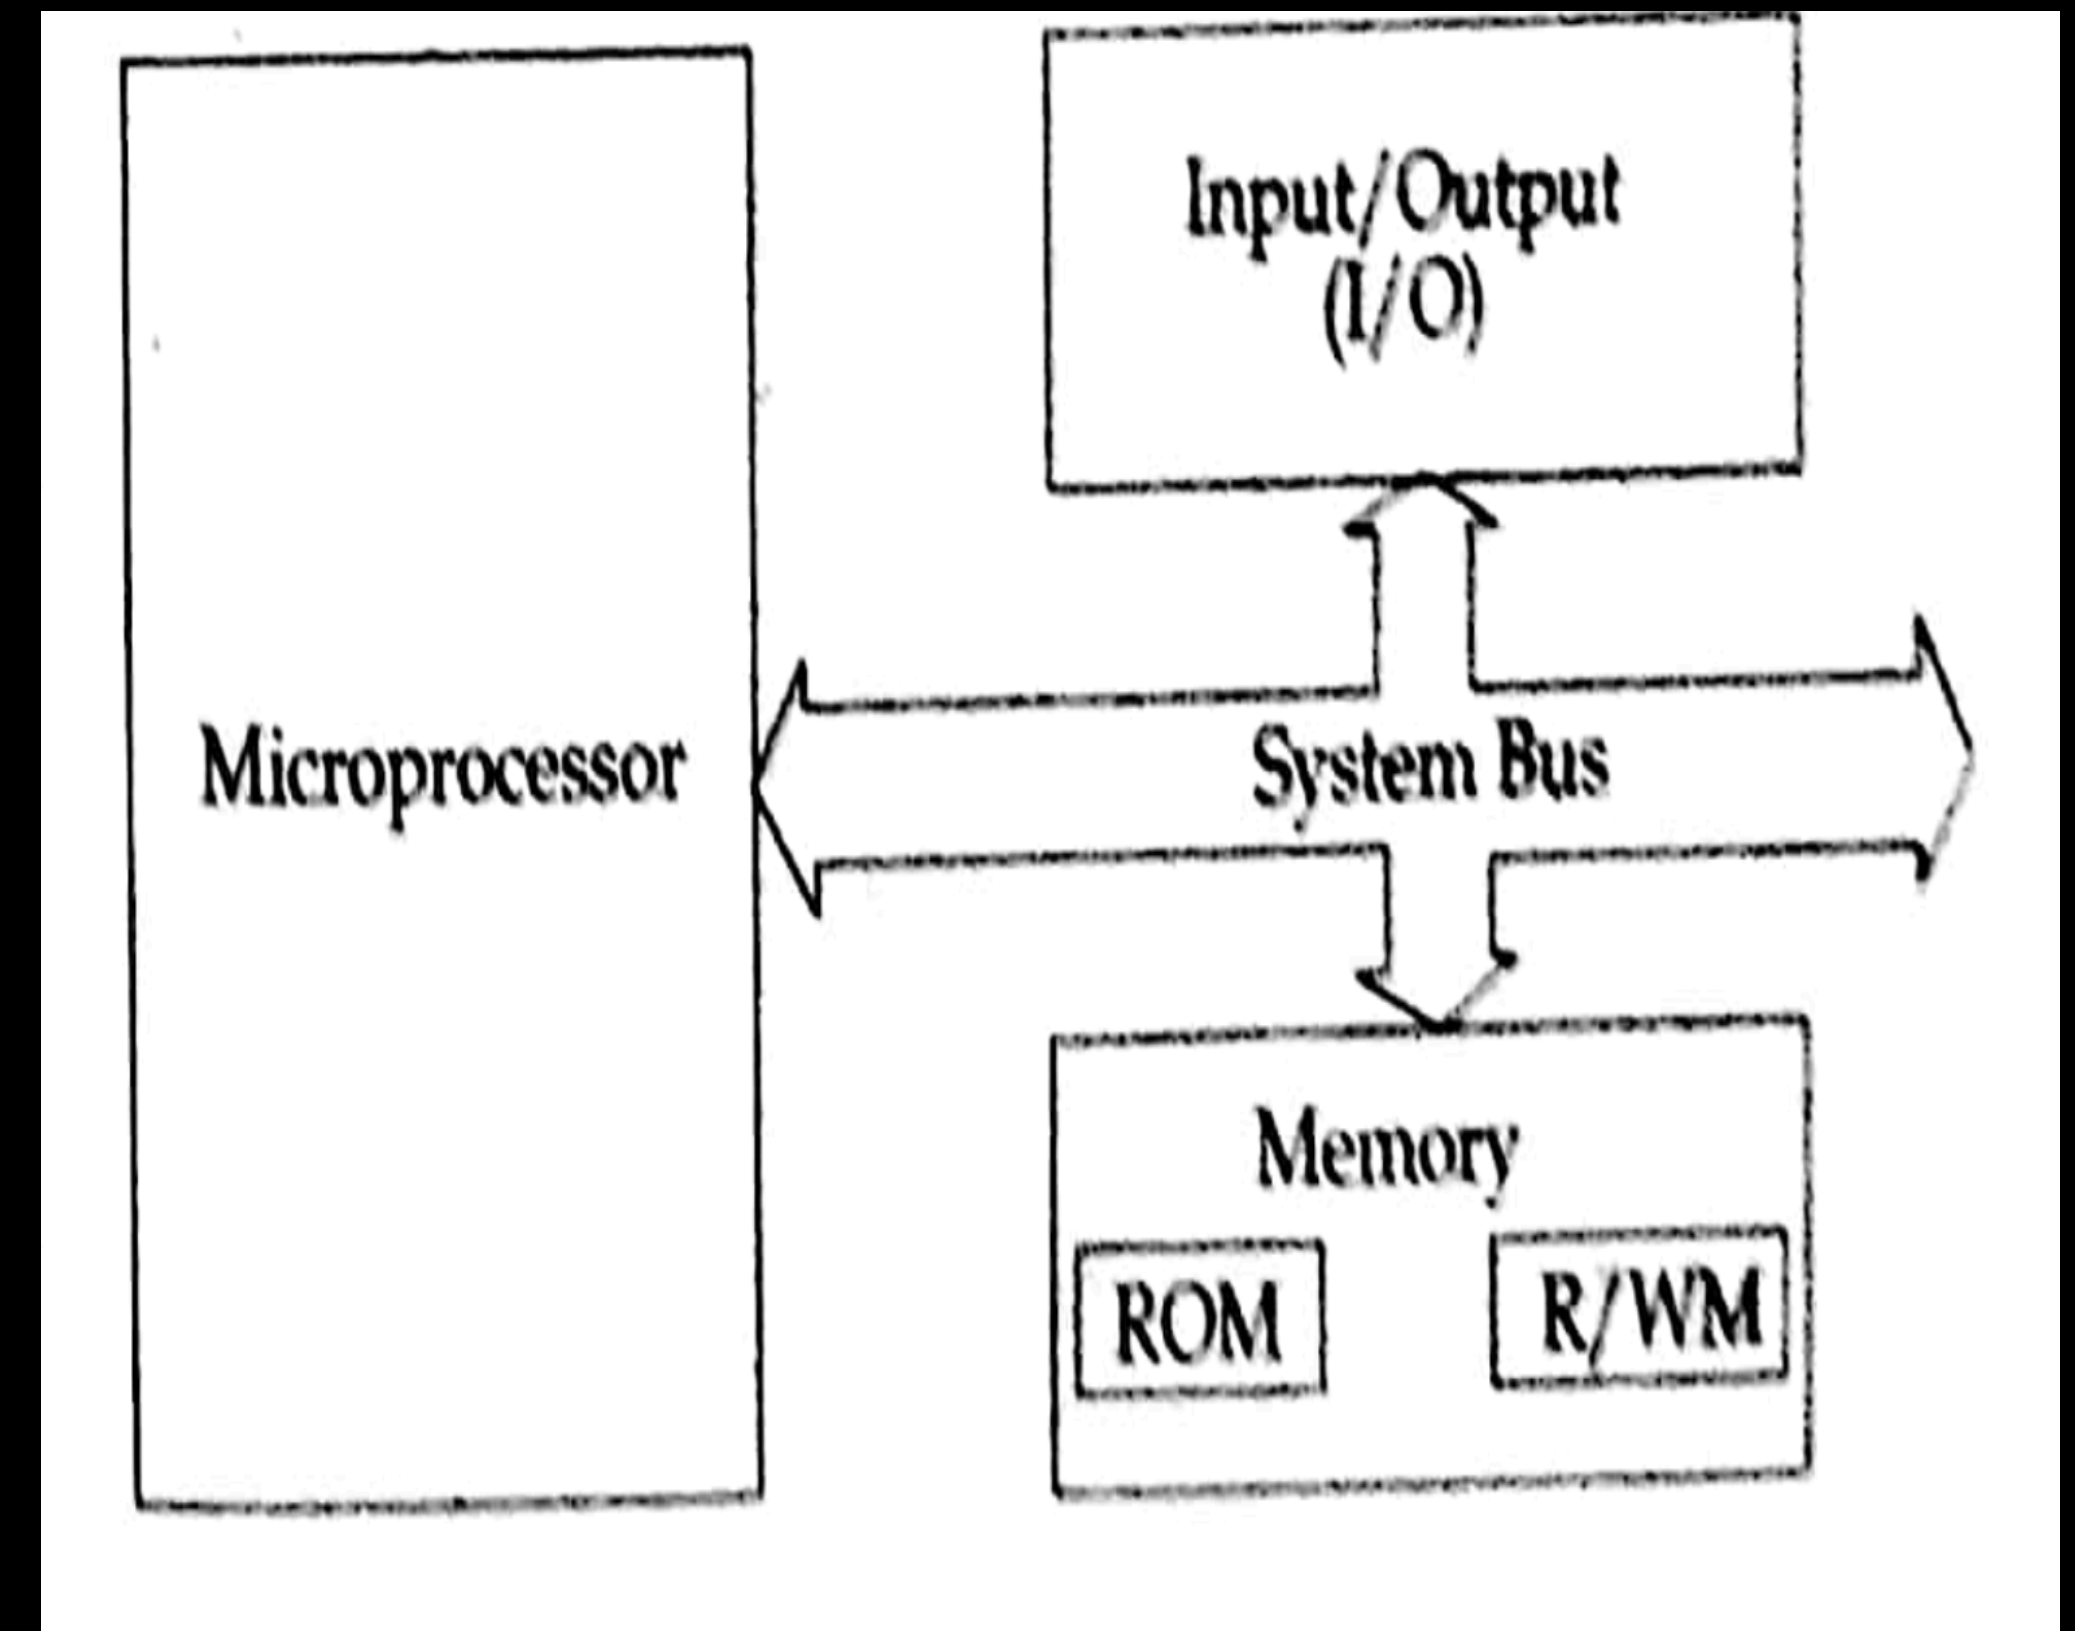 Input/Output
(I/O)
Microprocessor
System Bus
Memory
ROM
R/WM